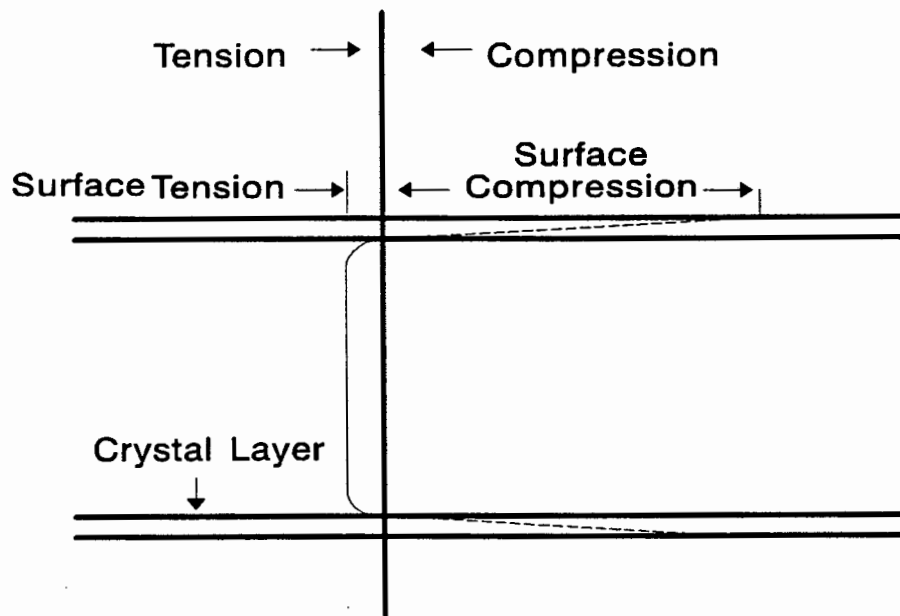 Tension Compression
Surface
Surface Tension Compression
Crystal Layer